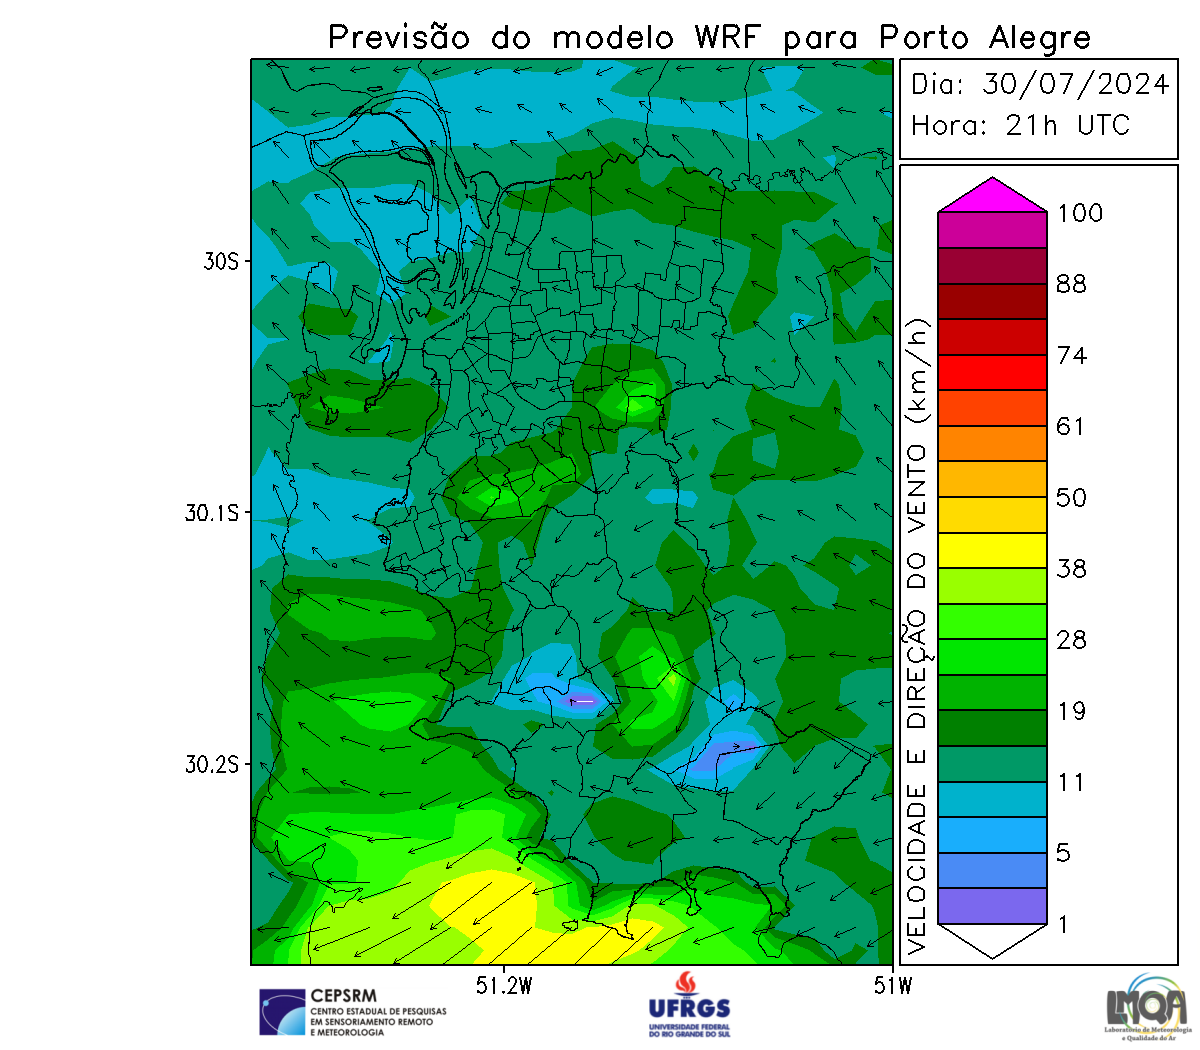 Previsão do modelo WRF para Porto Alegre
Dia: 30/07/2024
Hora: 21h UTC
30S
30.1S
30.2S
51.2W
51W
VELOCIDADE E DIREÇÃO DO VENTO (km/h)
100
88
74
61
50
38
28
19
11
5
1
CEPSRM
CENTRO ESTADUAL DE PESQUISAS
EM SENSORIAMENTO REMOTO
E METEOROLOGIA
UFRGS
UNIVERSIDADE FEDERAL
DO RIO GRANDE DO SUL
LMQA
Laboratório de Meteorologia
e Qualidade do Ar